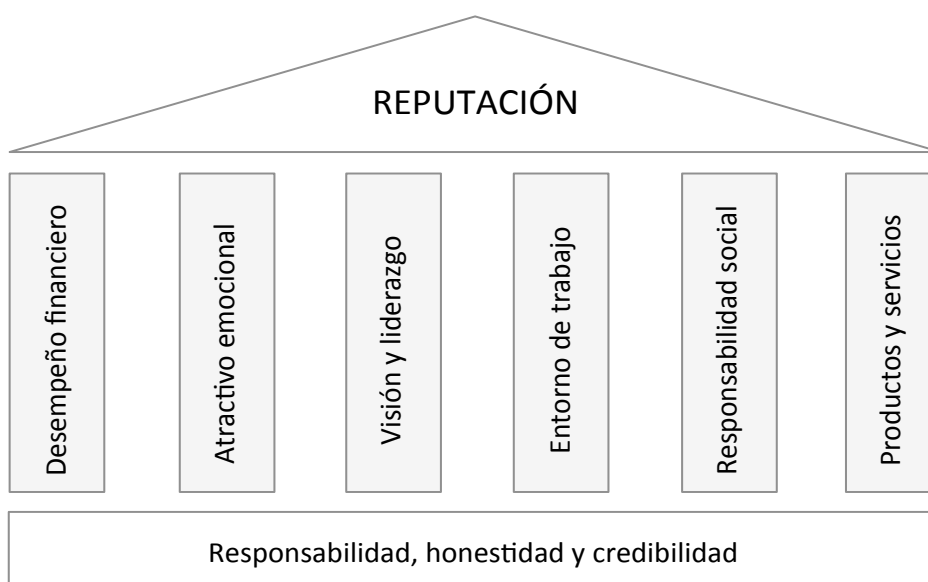 REPUTACIÓN
Desempeño financiero
Atractivo emocional
Visión y liderazgo
Entorno de trabajo
Responsabilidad social
Productos y servicios
Responsabilidad, honestidad y credibilidad